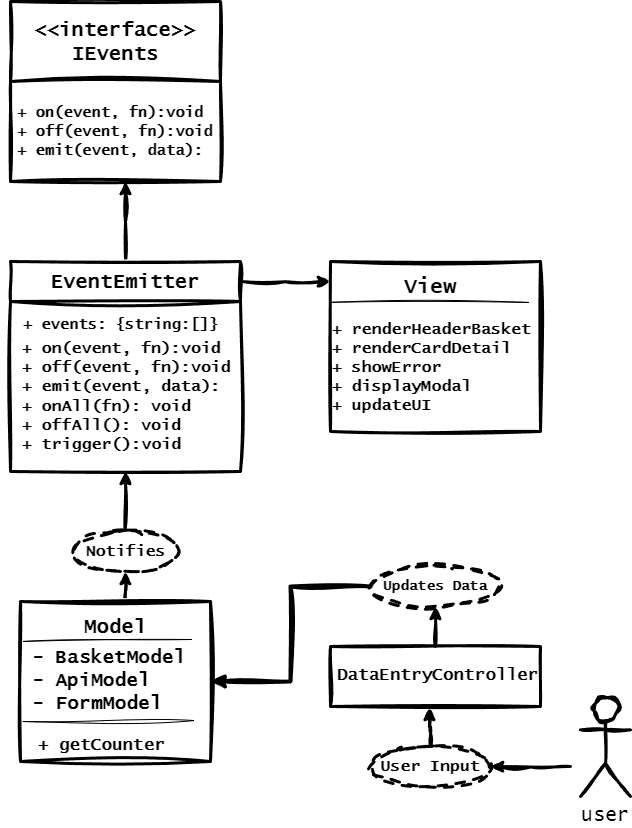 <<interface>>
IEvents
+ on(event, fn):void
+ off(event, fn):void
+ emit(event, data):
EventEmitter
+ events: {string:[]}
+ on(event, fn):void
+ off(event, fn):void
+ emit(event, data):
+ onAll(fn): void
+ offAll(): void
+ trigger():void
View
+ renderHeaderBasket
+ renderCardDetail
+ showError
+ displayModal
+ updateUI
Notifies
Model
- BasketModel
- ApiModel
- FormModel
+ getCounter
Updates Data
DataEntryController
User Input
user